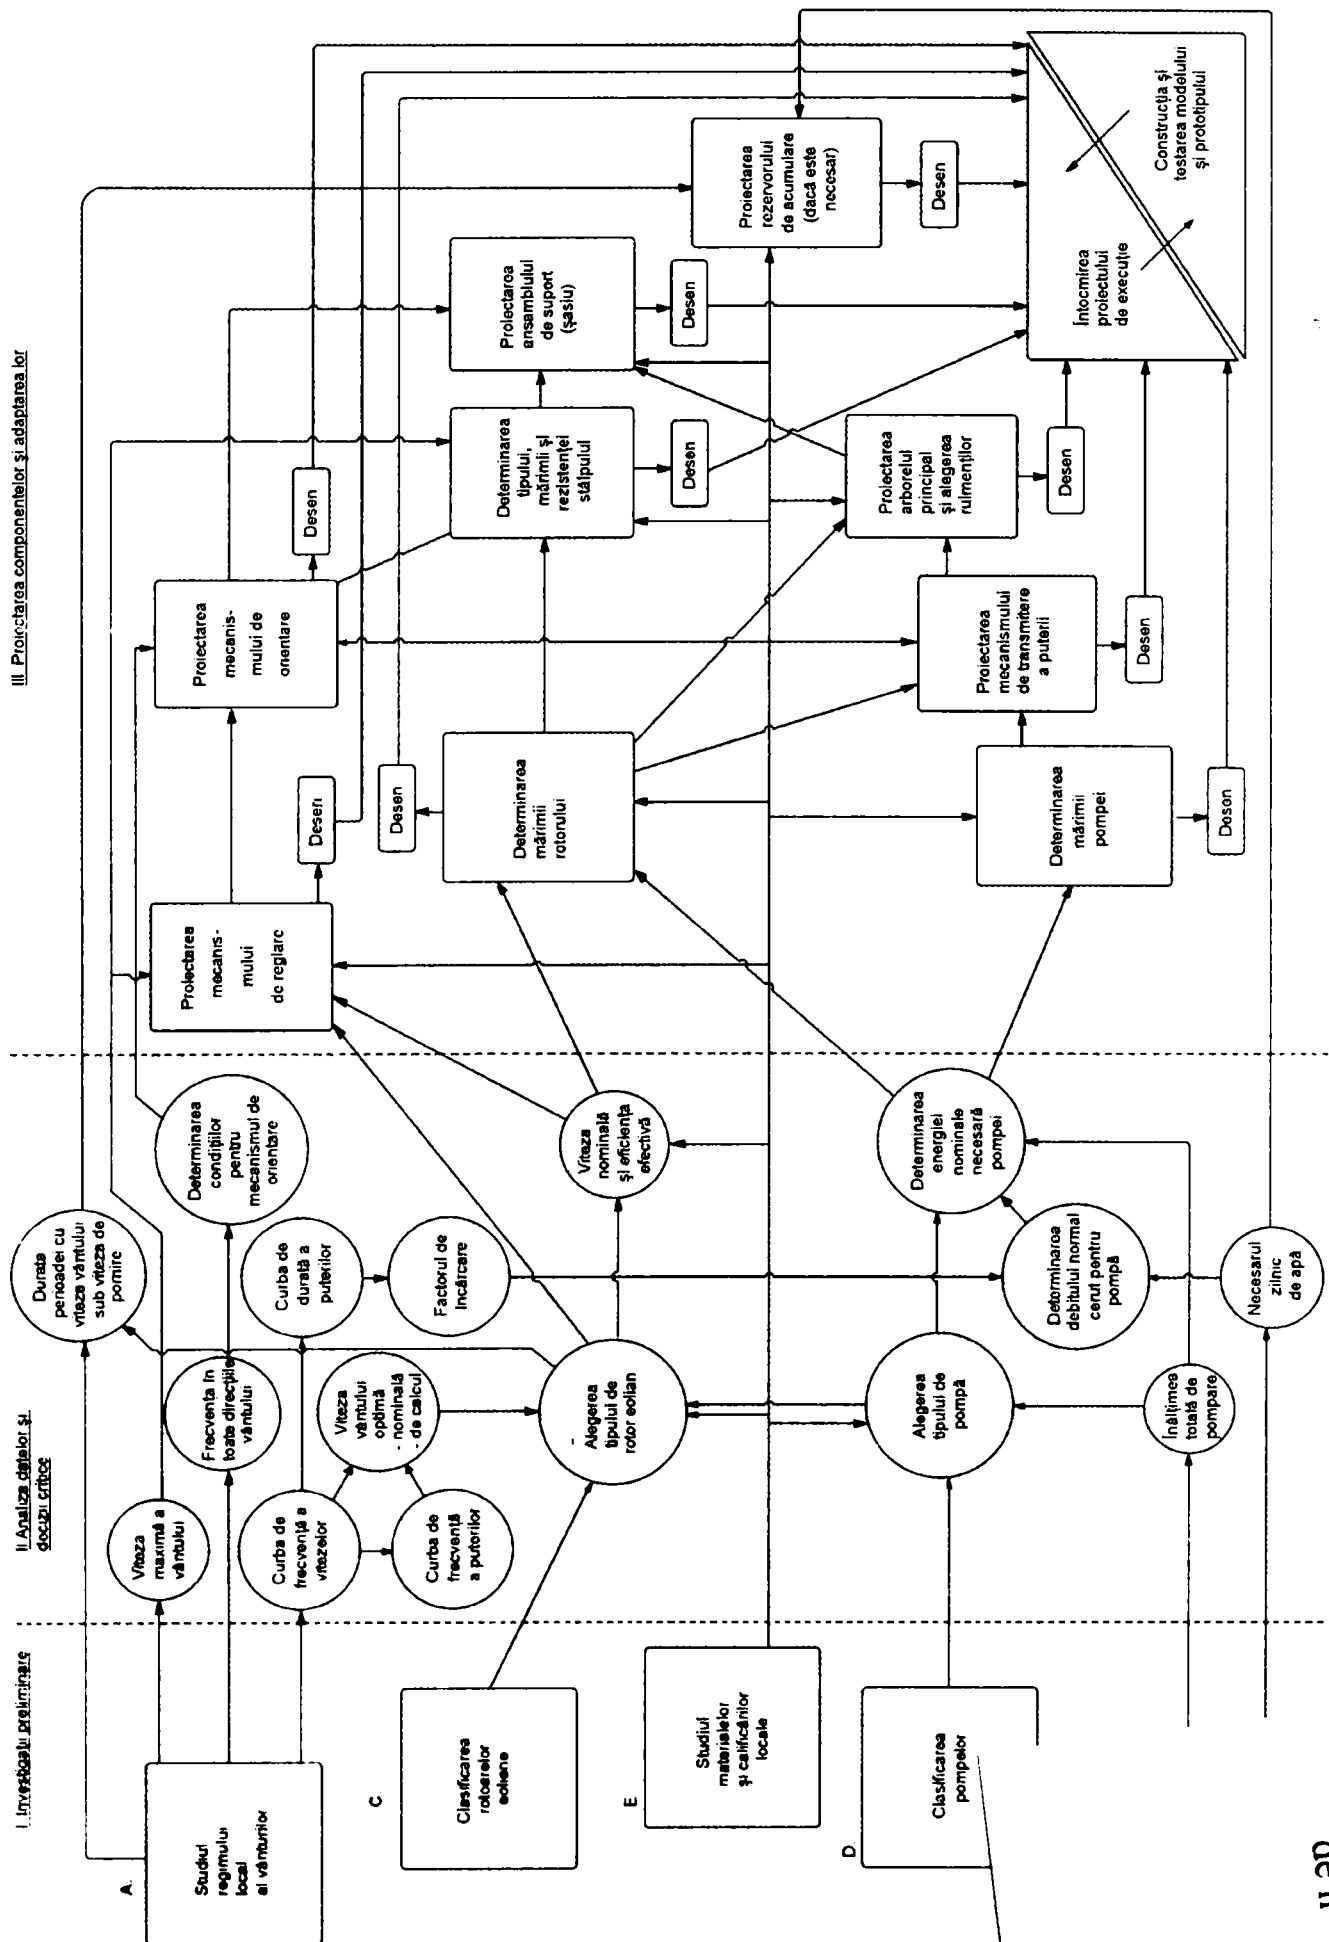 I. Investigații preliminare
II Analiza datelor și
decizii critice
III Proiectarea componentelor și adaptarea lor
A.
Studiul
regimului
local
al vânturilor
C
Clasificarea
rotoarelor
eoliene
E
Studiul
materialelor
și calificărilor
locale
D.
Clasificarea
pompelor
Durata
perioadei cu
viteza vântului
sub viteza de
pornire
Viteza
maximă a
vântului
Frecvența în
toate direcțiile
vântului
Determinarea
condițiilor
pentru
mecanismul de
orientare
Curba de
frecvență a
vitezelor
Curba de
durată a
puterilor
Viteza
vântului
optimă
- nominală
- de calcul
Curba de
frecvență
a puterilor
Factorul de
încărcare
Alegerea
tipului de
rotor eolian
Viteza
nominală
și eficiența
efectivă
Alegerea
tipului de
pompă
Determinarea
energiei
nominale
necesară
pompei
Determinarea
debitului normal
cerut pentru
pompă
Înălțimea
totală de
pompare
Necesarul
zilnic
de apă
Proiectarea
mecanis-
mului
de reglare
Desen
Proiectarea
mecanis-
mului de
orientare
Desen
Determinarea
mărimii
rotorului
Desen
Determinarea
tipului,
mărimii și
rezistenței
stâlpului
Desen
Proiectarea
ansamblului
de suport
(șasiu)
Desen
Proiectarea
rezervorului
de acumulare
(dacă este
necesar)
Desen
Determinarea
mărimii
pompei
Desen
Proiectarea
mecanismului
de transmitere
a puterii
Desen
Proiectarea
arborelui
principal
și alegerea
rulmenților
Desen
Întocmirea
proiectului
de execuție
Construcția și
testarea modelului
și prototipului